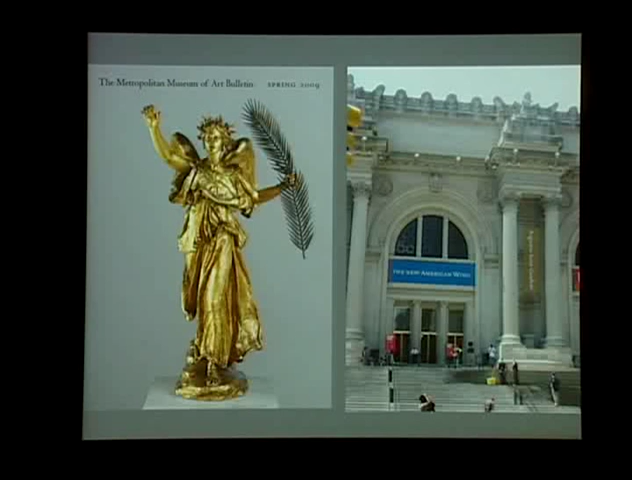 The Metropolitan Museum of Art Bulletin SPRING 2009
THE NEW AMERICAN WING